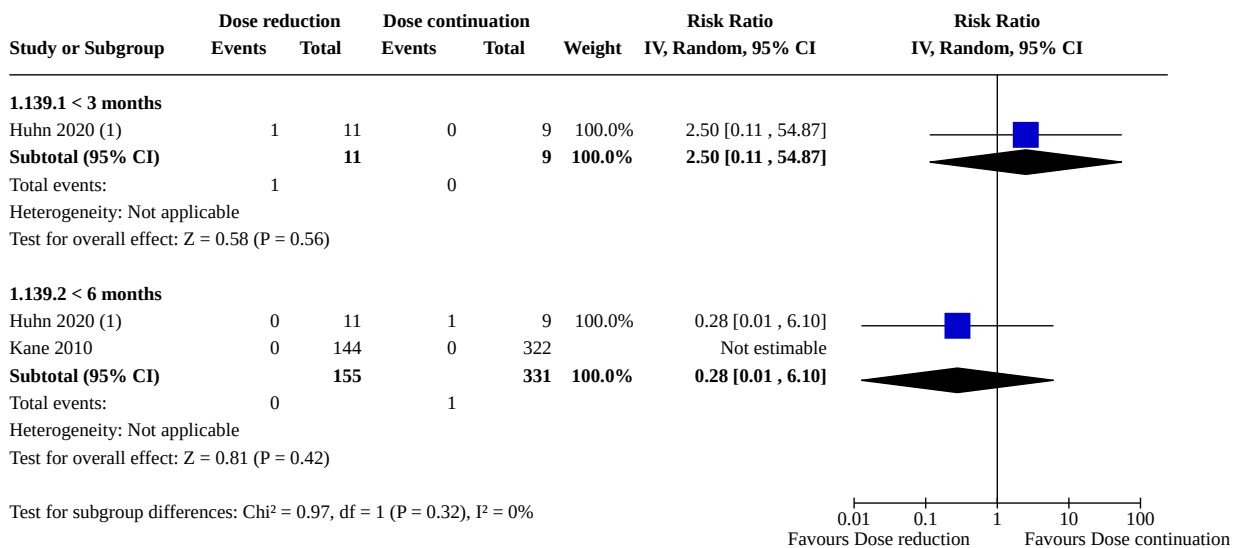 Dose reduction Dose continuation Risk Ratio Risk Ratio
Study or Subgroup Events Total Events Total Weight IV, Random, 95% CI IV, Random, 95% CI
1.139.1 < 3 months
Huhn 2020 (1) 1 11 0 9 100.0% 2.50 [0.11 , 54.87]
Subtotal (95% CI) 11 9 100.0% 2.50 [0.11 , 54.87]
Total events: 1 0
Heterogeneity: Not applicable
Test for overall effect: Z = 0.58 (P = 0.56)
1.139.2 < 6 months
Huhn 2020 (1) 0 11 1 9 100.0% 0.28 [0.01 , 6.10]
Kane 2010 0 144 0 322 Not estimable
Subtotal (95% CI) 155 331 100.0% 0.28 [0.01 , 6.10]
Total events: 0 1
Heterogeneity: Not applicable
Test for overall effect: Z = 0.81 (P = 0.42)
Test for subgroup differences: Chi² = 0.97, df = 1 (P = 0.32), I² = 0%
0.01 0.1 1 10 100
Favours Dose reduction Favours Dose continuation